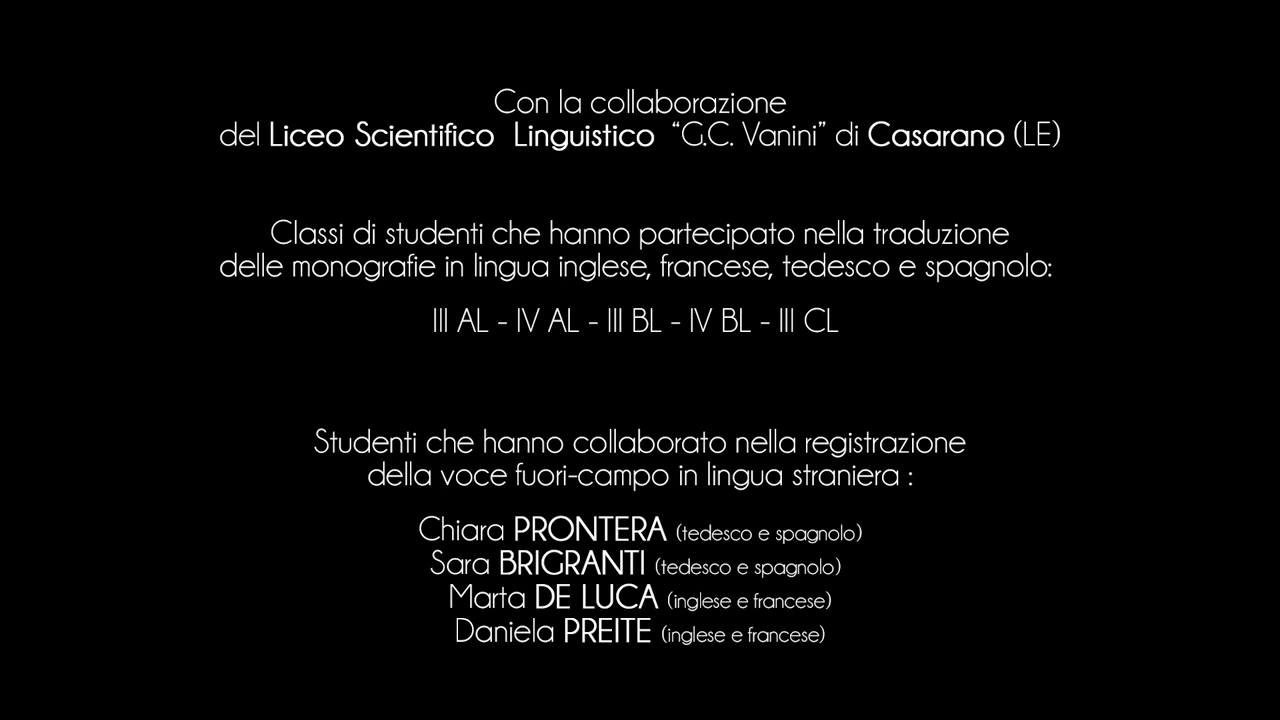 Con la collaborazione
del Liceo Scientifico Linguistico “G.C. Vanini” di Casarano (LE)
Classi di studenti che hanno partecipato nella traduzione
delle monografie in lingua inglese, francese, tedesco e spagnolo:
III AL - IV AL - III BL - IV BL - III CL
Studenti che hanno collaborato nella registrazione
della voce fuori-campo in lingua straniera :
Chiara PRONTERA (tedesco e spagnolo)
Sara BRIGRANTI (tedesco e spagnolo)
Marta DE LUCA (inglese e francese)
Daniela PREITE (inglese e francese)